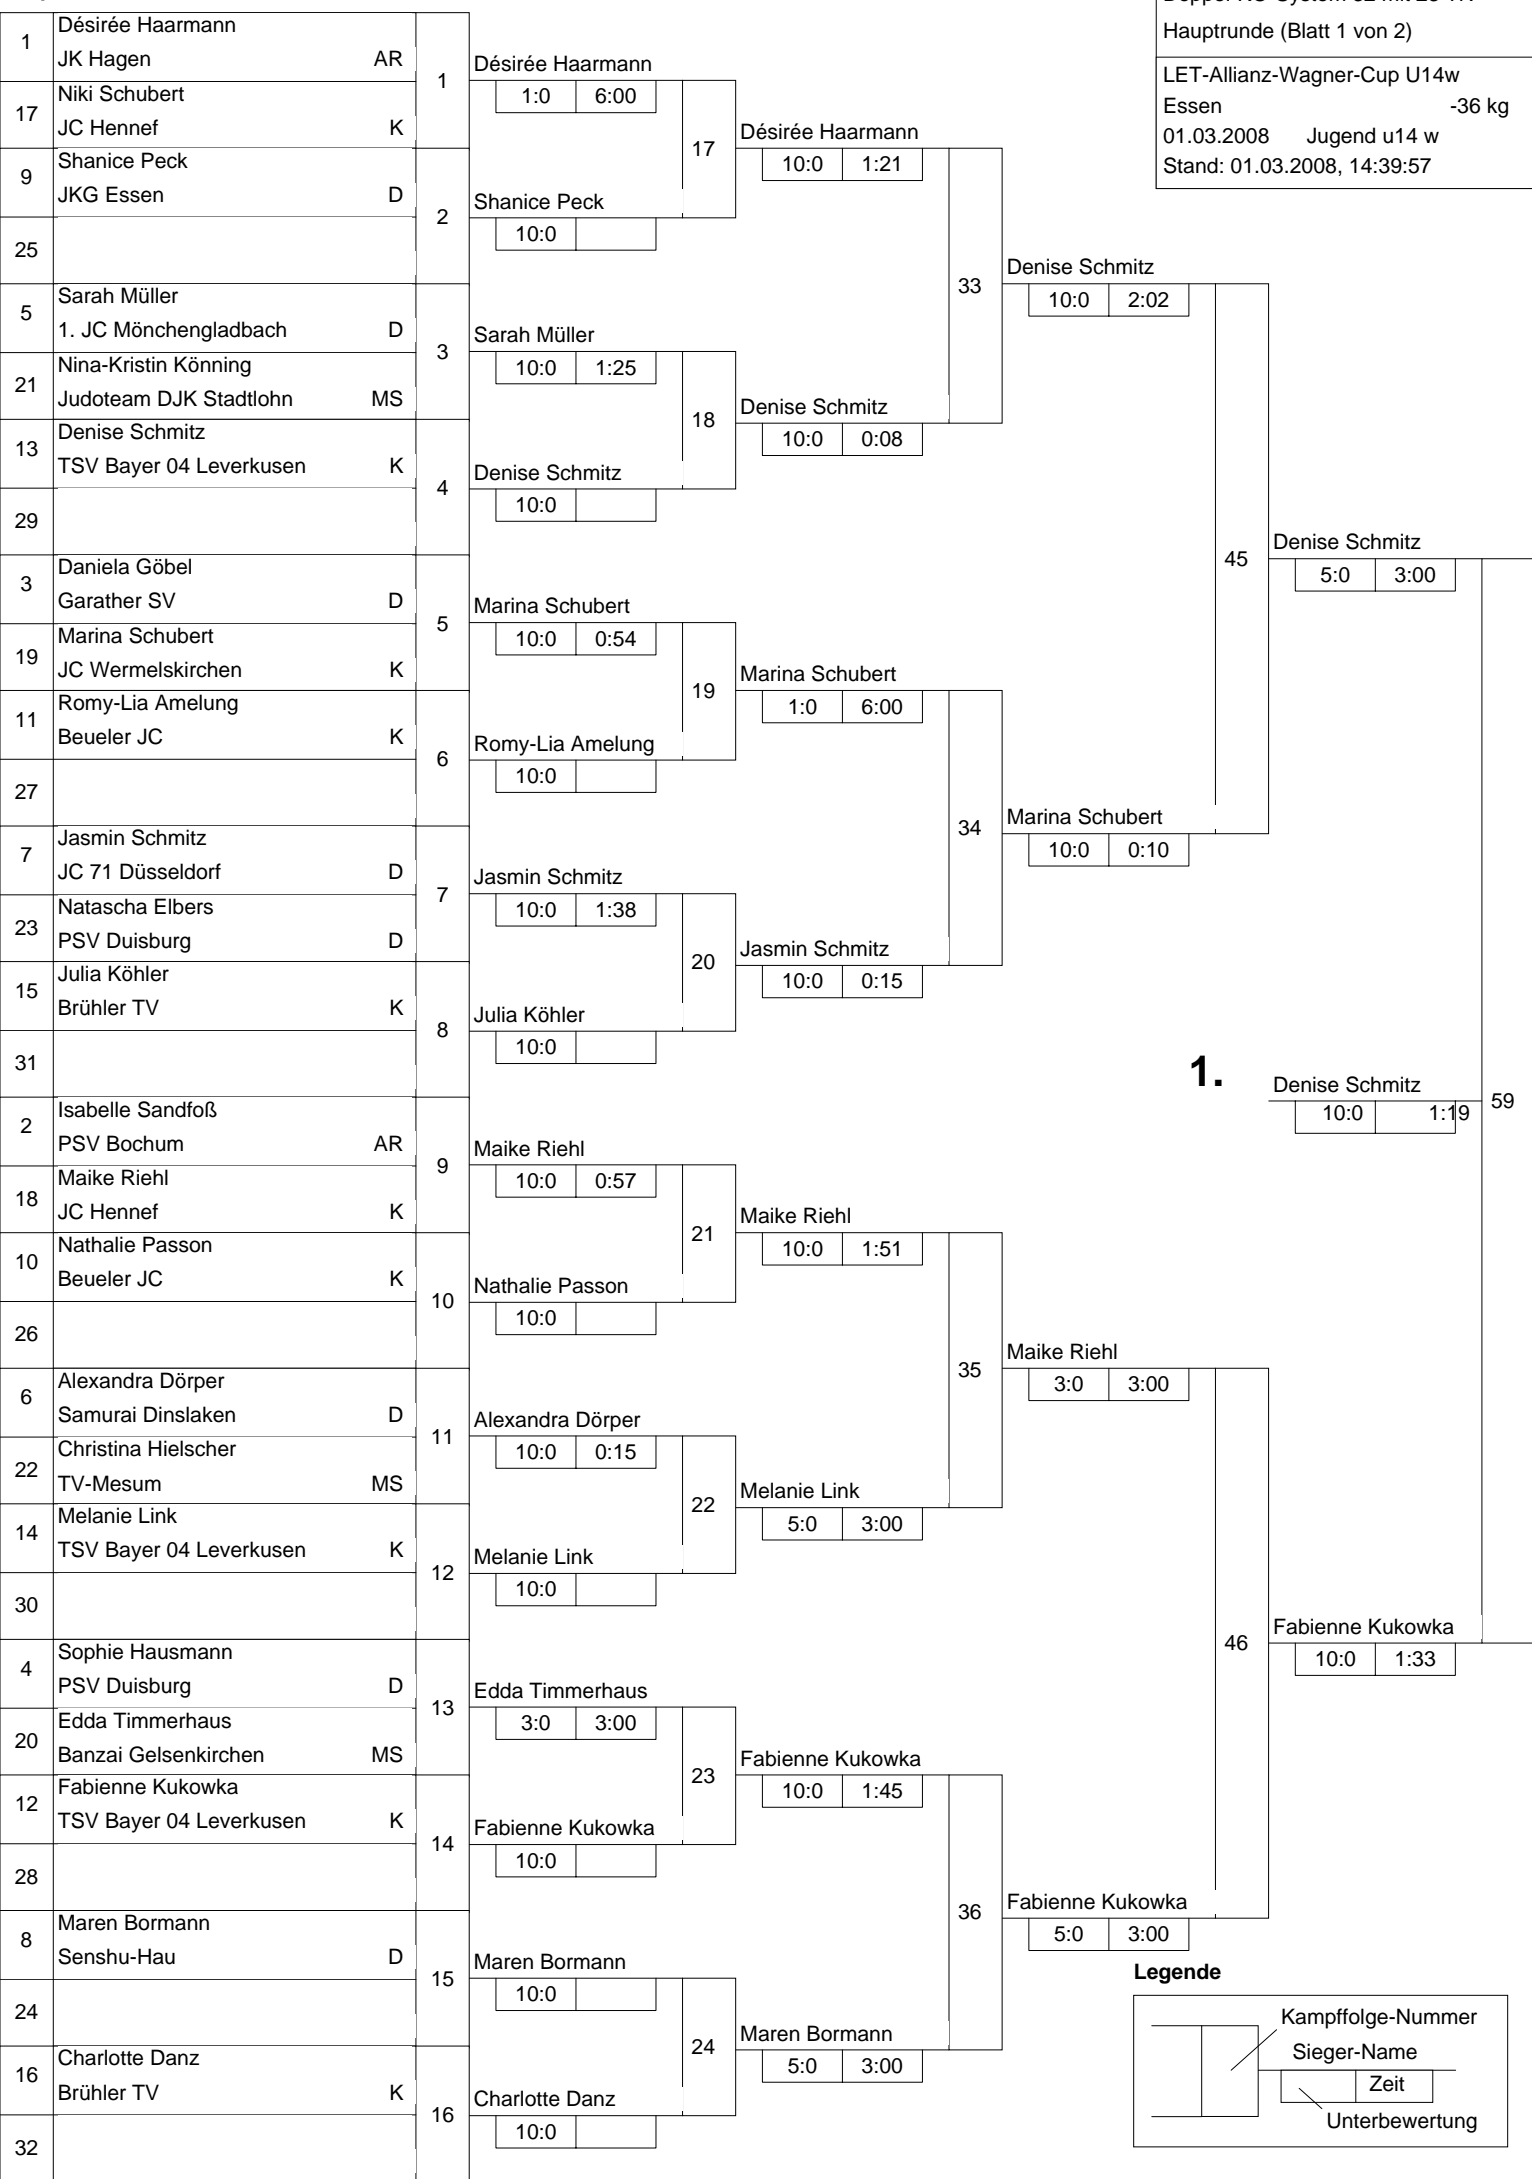 Hauptrunde (Blatt 1 von 2)
LET-Allianz-Wagner-Cup U14w
Essen -36 kg
01.03.2008 Jugend u14 w
Stand: 01.03.2008, 14:39:57
1 Désirée Haarmann
JK Hagen AR
17 Niki Schubert
JC Hennef K
9 Shanice Peck
JKG Essen D
25
5 Sarah Müller
1. JC Mönchengladbach D
21 Nina-Kristin Könning
Judoteam DJK Stadtlohn MS
13 Denise Schmitz
TSV Bayer 04 Leverkusen K
29
3 Daniela Göbel
Garather SV D
19 Marina Schubert
JC Wermelskirchen K
11 Romy-Lia Amelung
Beueler JC K
27
7 Jasmin Schmitz
JC 71 Düsseldorf D
23 Natascha Elbers
PSV Duisburg D
15 Julia Köhler
Brühler TV K
31
2 Isabelle Sandfoß
PSV Bochum AR
18 Maike Riehl
JC Hennef K
10 Nathalie Passon
Beueler JC K
26
6 Alexandra Dörper
Samurai Dinslaken D
22 Christina Hielscher
TV-Mesum MS
14 Melanie Link
TSV Bayer 04 Leverkusen K
30
4 Sophie Hausmann
PSV Duisburg D
20 Edda Timmerhaus
Banzai Gelsenkirchen MS
12 Fabienne Kukowka
TSV Bayer 04 Leverkusen K
28
8 Maren Bormann
Senshu-Hau D
24
16 Charlotte Danz
Brühler TV K
32
1 Désirée Haarmann
1:0 6:00
2 Shanice Peck
10:0
3 Sarah Müller
10:0 1:25
4 Denise Schmitz
10:0
5 Marina Schubert
10:0 0:54
6 Romy-Lia Amelung
10:0
7 Jasmin Schmitz
10:0 1:38
8 Julia Köhler
10:0
9 Maike Riehl
10:0 0:57
10 Nathalie Passon
10:0
11 Alexandra Dörper
10:0 0:15
12 Melanie Link
10:0
13 Edda Timmerhaus
3:0 3:00
14 Fabienne Kukowka
10:0
15 Maren Bormann
10:0
16 Charlotte Danz
10:0
17 Désirée Haarmann
10:0 1:21
18 Denise Schmitz
10:0 0:08
19 Marina Schubert
1:0 6:00
20 Jasmin Schmitz
10:0 0:15
21 Maike Riehl
10:0 1:51
22 Melanie Link
5:0 3:00
23 Fabienne Kukowka
10:0 1:45
24 Maren Bormann
5:0 3:00
33 Denise Schmitz
10:0 2:02
34 Marina Schubert
10:0 0:10
35 Maike Riehl
3:0 3:00
36 Fabienne Kukowka
5:0 3:00
45 Denise Schmitz
5:0 3:00
46 Fabienne Kukowka
10:0 1:33
1. Denise Schmitz 59
10:0 1:19
Legende
Kampffolge-Nummer
Sieger-Name
Zeit
Unterbewertung